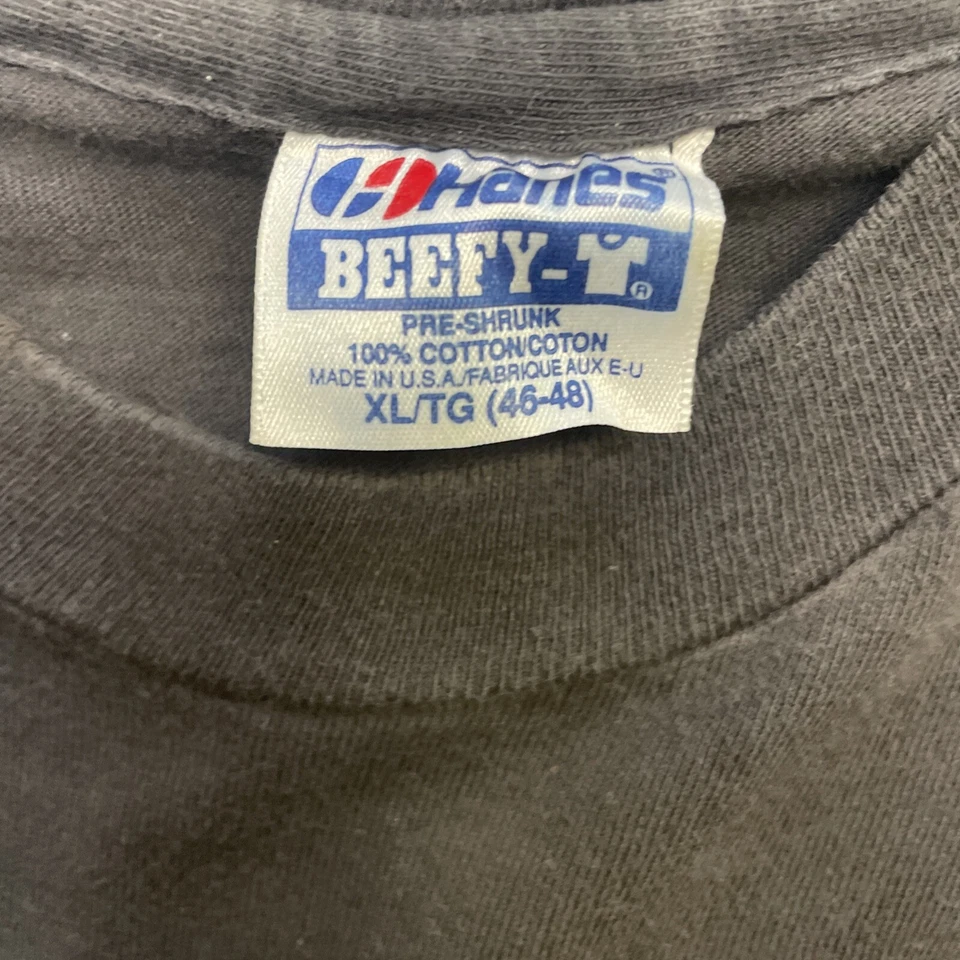 Hanes®
BEEFY-T®
PRE-SHRUNK
100% COTTON/COTON
MADE IN U.S.A./FABRIQUE AUX E-U
XL/TG (46-48)